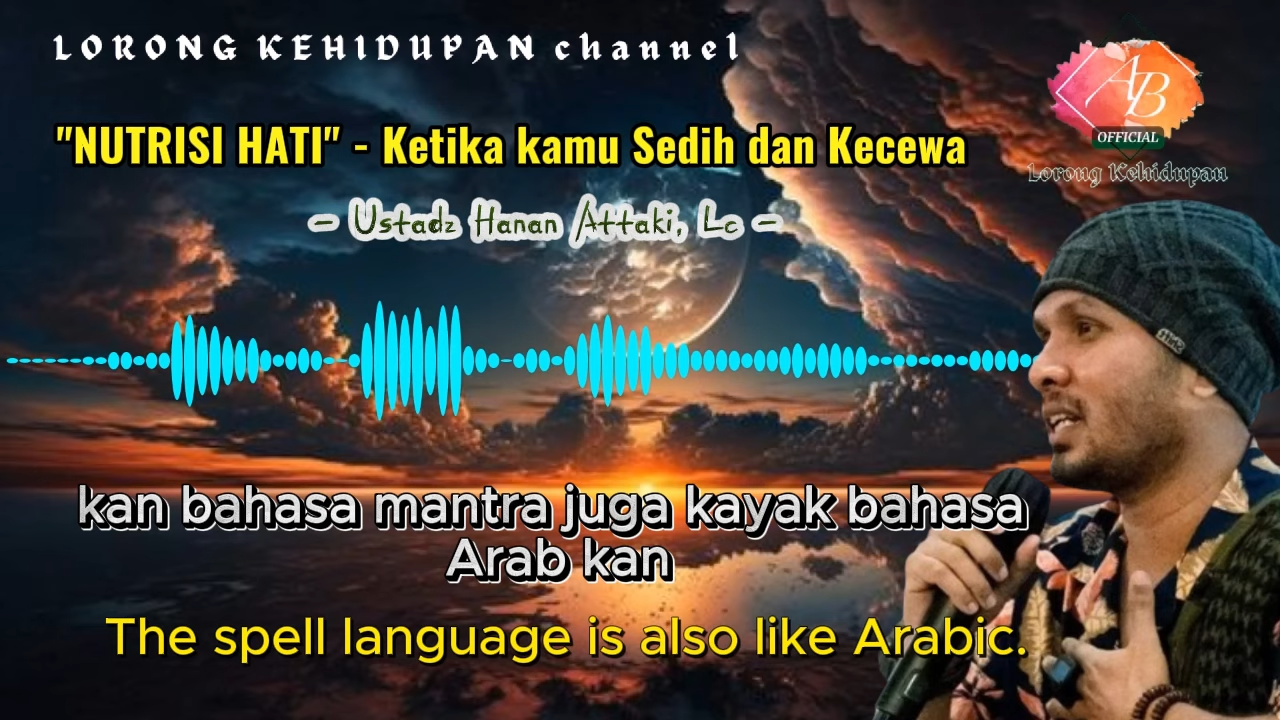 LORONG KEHIDUPAN channel
AB
OFFICIAL
Lorong Kehidupan
"NUTRISI HATI" - Ketika kamu Sedih dan Kecewa
- Ustadz Hanan Attaki, Lc -
kan bahasa mantra juga kayak bahasa
Arab kan
The spell language is also like Arabic.